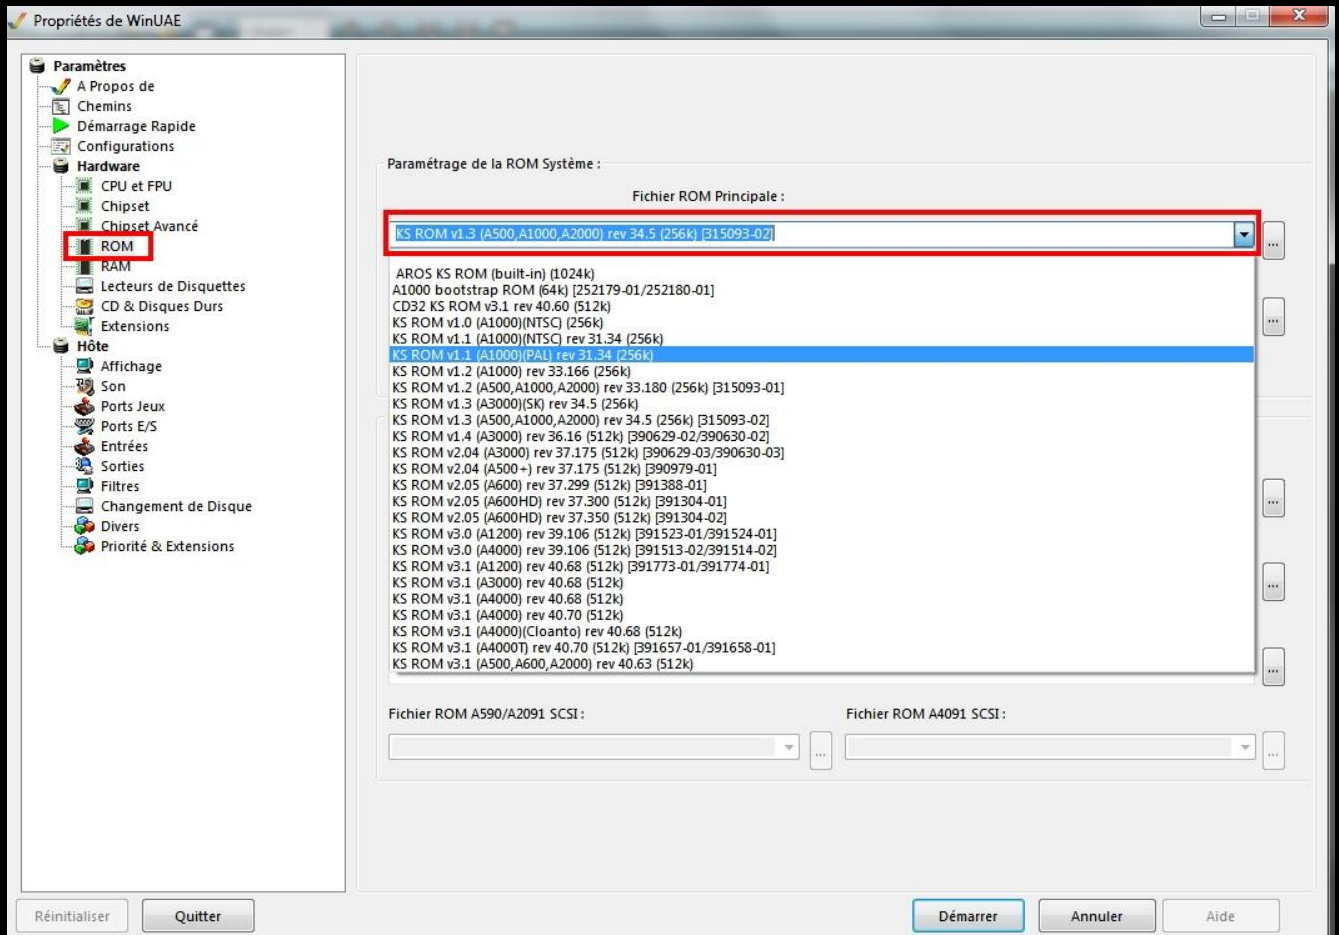 Propriétés de WinUAE
Paramètres
A Propos de
Chemins
Démarrage Rapide
Configurations
Hardware
CPU et FPU
Chipset
Chipset Avancé
ROM
RAM
Lecteurs de Disquettes
CD & Disques Durs
Extensions
Hôte
Affichage
Son
Ports Jeux
Ports E/S
Entrées
Sorties
Filtres
Changement de Disque
Divers
Priorité & Extensions
Paramétrage de la ROM Système :
Fichier ROM Principale :
KS ROM v1.3 (A500,A1000,A2000) rev 34.5 (256k) [315093-02]
...
AROS KS ROM (built-in) (1024k)
A1000 bootstrap ROM (64k) [252179-01/252180-01]
CD32 KS ROM v3.1 rev 40.60 (512k)
KS ROM v1.0 (A1000)(NTSC) (256k)
KS ROM v1.1 (A1000)(NTSC) rev 31.34 (256k)
KS ROM v1.1 (A1000)(PAL) rev 31.34 (256k)
KS ROM v1.2 (A1000) rev 33.166 (256k)
KS ROM v1.2 (A500,A1000,A2000) rev 33.180 (256k) [315093-01]
KS ROM v1.3 (A3000)(SK) rev 34.5 (256k)
KS ROM v1.3 (A500,A1000,A2000) rev 34.5 (256k) [315093-02]
KS ROM v1.4 (A3000) rev 36.16 (512k) [390629-02/390630-02]
KS ROM v2.04 (A3000) rev 37.175 (512k) [390629-03/390630-03]
KS ROM v2.04 (A500+) rev 37.175 (512k) [390979-01]
KS ROM v2.05 (A600) rev 37.299 (512k) [391388-01]
KS ROM v2.05 (A600HD) rev 37.300 (512k) [391304-01]
KS ROM v2.05 (A600HD) rev 37.350 (512k) [391304-02]
KS ROM v3.0 (A1200) rev 39.106 (512k) [391523-01/391524-01]
KS ROM v3.0 (A4000) rev 39.106 (512k) [391513-02/391514-02]
KS ROM v3.1 (A1200) rev 40.68 (512k) [391773-01/391774-01]
KS ROM v3.1 (A3000) rev 40.68 (512k)
KS ROM v3.1 (A4000) rev 40.68 (512k)
KS ROM v3.1 (A4000) rev 40.70 (512k)
KS ROM v3.1 (A4000)(Cloanto) rev 40.68 (512k)
KS ROM v3.1 (A4000T) rev 40.70 (512k) [391657-01/391658-01]
KS ROM v3.1 (A500,A600,A2000) rev 40.63 (512k)
...
...
...
...
Fichier ROM A590/A2091 SCSI :
Fichier ROM A4091 SCSI :
...
...
Réinitialiser
Quitter
Démarrer
Annuler
Aide